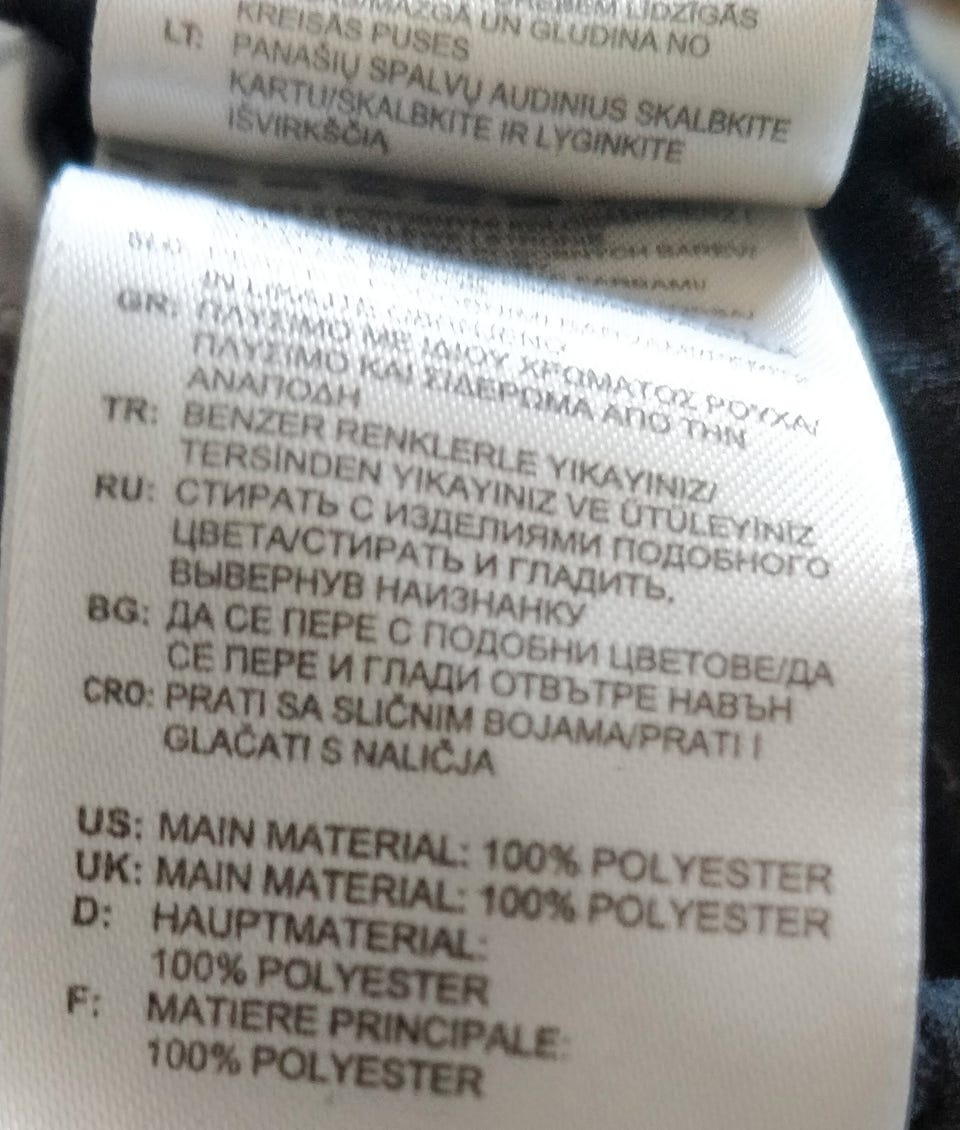 LĪDZĪGĀS
UN GLUDINA NO
KREISĀS PUSES
LT: PANAŠIŲ SPALVŲ AUDINIUS SKALBKITE
KARTU/SKALBKITE IR LYGINKITE
IŠVIRKŠČIĄ
GR: ΠΛΥΣΙΜΟ ΜΕ ΙΔΙΟΥ ΧΡΩΜΑΤΟΣ ΡΟΥΧΑ/
ΠΛΥΣΙΜΟ ΚΑΙ ΣΙΔΕΡΩΜΑ ΑΠΟ ΤΗΝ
ΑΝΑΠΟΔΗ
TR: BENZER RENKLERLE YIKAYINIZ/
TERSİNDEN YIKAYINIZ VE ÜTÜLEYİNİZ
RU: СТИРАТЬ С ИЗДЕЛИЯМИ ПОДОБНОГО
ЦВЕТА/СТИРАТЬ И ГЛАДИТЬ,
ВЫВЕРНУВ НАИЗНАНКУ
BG: ДА СЕ ПЕРЕ С ПОДОБНИ ЦВЕТОВЕ/ДА
СЕ ПЕРЕ И ГЛАДИ ОТВЪТРЕ НАВЪН
CRO: PRATI SA SLIČNIM BOJAMA/PRATI I
GLAČATI S NALIČJA
US: MAIN MATERIAL: 100% POLYESTER
UK: MAIN MATERIAL: 100% POLYESTER
D: HAUPTMATERIAL:
100% POLYESTER
F: MATIERE PRINCIPALE:
100% POLYESTER